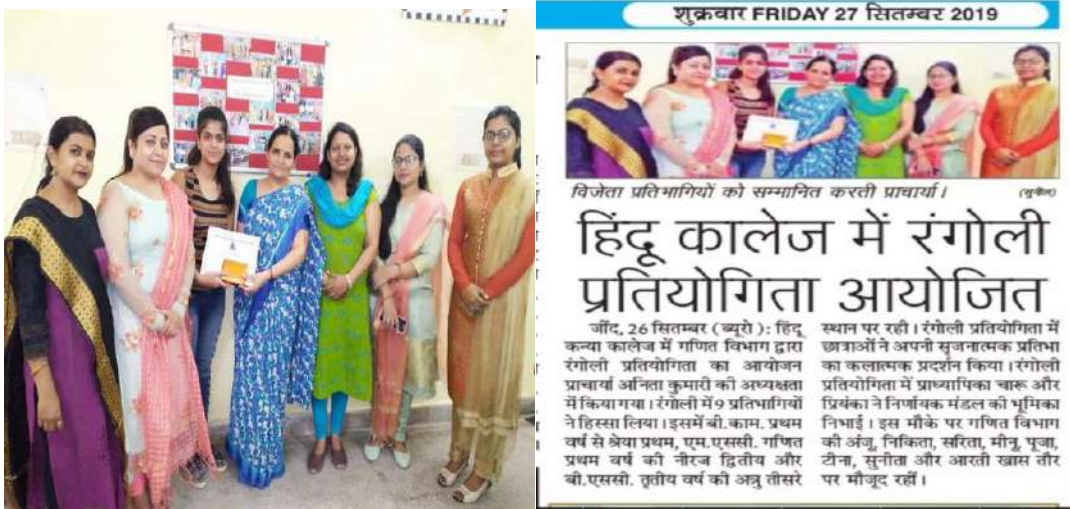 शुक्रवार FRIDAY 27 सितम्बर 2019
विजेता प्रतिभागियों को सम्मानित करती प्राचार्या।
हिंदू कालेज में रंगोली
प्रतियोगिता आयोजित
जींद, 26 सितम्बर (ब्यूरो): हिंदू
कन्या कालेज में गणित विभाग द्वारा
रंगोली प्रतियोगिता का आयोजन
प्राचार्या अनिता कुमारी की अध्यक्षता
में किया गया। रंगोली में 9 प्रतिभागियों
ने हिस्सा लिया। इसमें बी.काम. प्रथम
वर्ष से श्रेया प्रथम, एम.एससी. गणित
प्रथम वर्ष की नीरज द्वितीय और
बी.एससी. तृतीय वर्ष की अन्नु तीसरे
स्थान पर रही। रंगोली प्रतियोगिता में
छात्राओं ने अपनी सृजनात्मक प्रतिभा
का कलात्मक प्रदर्शन किया। रंगोली
प्रतियोगिता में प्राध्यापिका चारू और
प्रियंका ने निर्णायक मंडल की भूमिका
निभाई। इस मौके पर गणित विभाग
की अंजू, निकिता, सरिता, मीनू, पूजा,
टीना, सुनीता और आरती खास तौर
पर मौजूद रहीं।